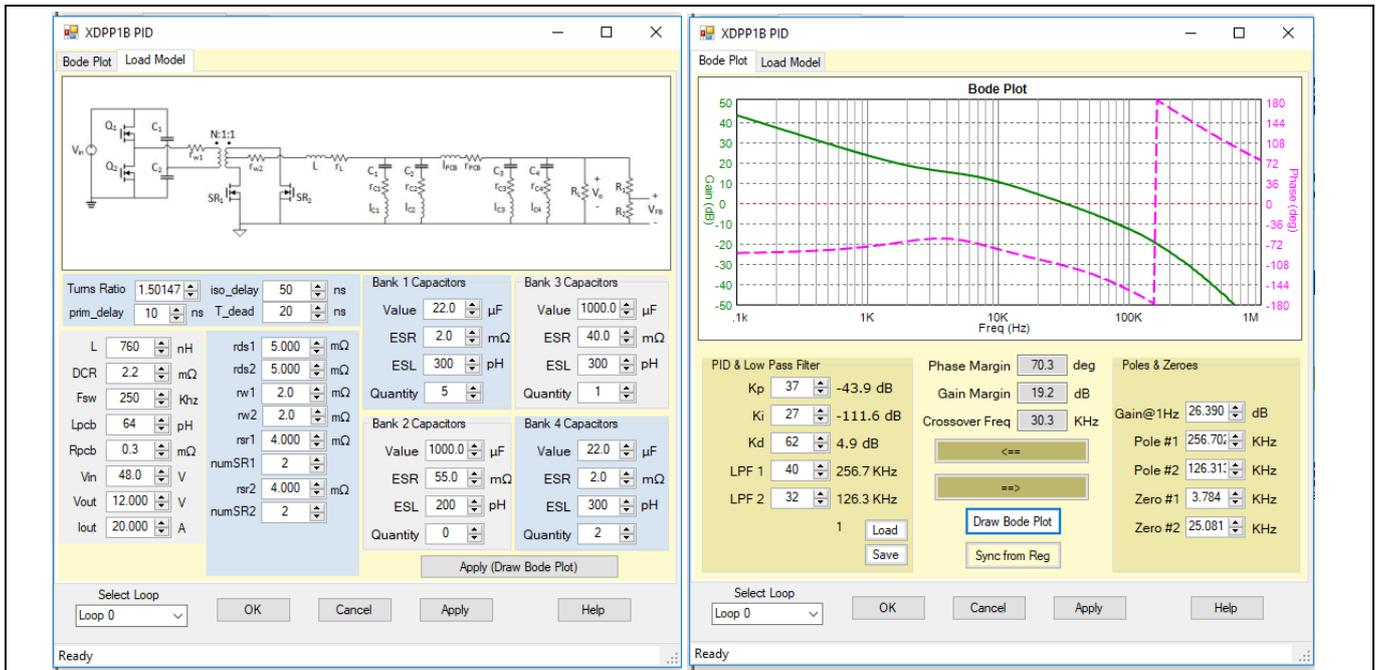 XDPP1B PID
Bode Plot Load Model
Q1 C1 N:1:1
Vin rw1 rw2 L rL C1 C2 lPCB rPCB C3 C4
Q2 C2 rC1 rC2 rC3 rC4 RL Vo R1
SR1 SR2 lC1 lC2 lC3 lC4 R2 VFB
Turns Ratio 1.50147 iso_delay 50 ns
prim_delay 10 ns T_dead 20 ns
L 760 nH
DCR 2.2 mΩ
Fsw 250 Khz
Lpcb 64 pH
Rpcb 0.3 mΩ
Vin 48.0 V
Vout 12.000 V
Iout 20.000 A
rds1 5.000 mΩ
rds2 5.000 mΩ
rw1 2.0 mΩ
rw2 2.0 mΩ
rsr1 4.000 mΩ
numSR1 2
rsr2 4.000 mΩ
numSR2 2
Bank 1 Capacitors
Value 22.0 µF
ESR 2.0 mΩ
ESL 300 pH
Quantity 5
Bank 3 Capacitors
Value 1000.0 µF
ESR 40.0 mΩ
ESL 300 pH
Quantity 1
Bank 2 Capacitors
Value 1000.0 µF
ESR 55.0 mΩ
ESL 200 pH
Quantity 0
Bank 4 Capacitors
Value 22.0 µF
ESR 2.0 mΩ
ESL 300 pH
Quantity 2
Apply (Draw Bode Plot)
Select Loop
Loop 0 OK Cancel Apply Help
Ready
XDPP1B PID
Bode Plot Load Model
Bode Plot
50 180
40 144
30 108
20 72
10 36
0 0
-10 -36
-20 -72
-30 -108
-40 -144
-50 -180
Gain (dB)
Phase (deg)
.1k 1K 10K 100K 1M
Freq (Hz)
PID & Low Pass Filter
Kp 37 -43.9 dB
Ki 27 -111.6 dB
Kd 62 4.9 dB
LPF 1 40 256.7 KHz
LPF 2 32 126.3 KHz
1 Load
Save
Phase Margin 70.3 deg
Gain Margin 19.2 dB
Crossover Freq 30.3 KHz
<==
==>
Draw Bode Plot
Sync from Reg
Poles & Zeroes
Gain@1Hz 26.390 dB
Pole #1 256.702 KHz
Pole #2 126.313 KHz
Zero #1 3.784 KHz
Zero #2 25.081 KHz
Select Loop
Loop 0 OK Cancel Apply Help
Ready